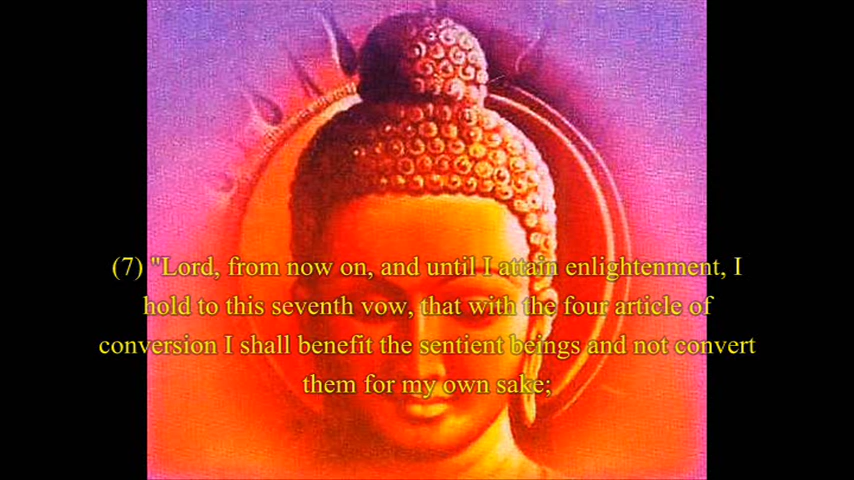 (7) "Lord, from now on, and until I attain enlightenment, I
hold to this seventh vow, that with the four article of
conversion I shall benefit the sentient beings and not convert
them for my own sake;